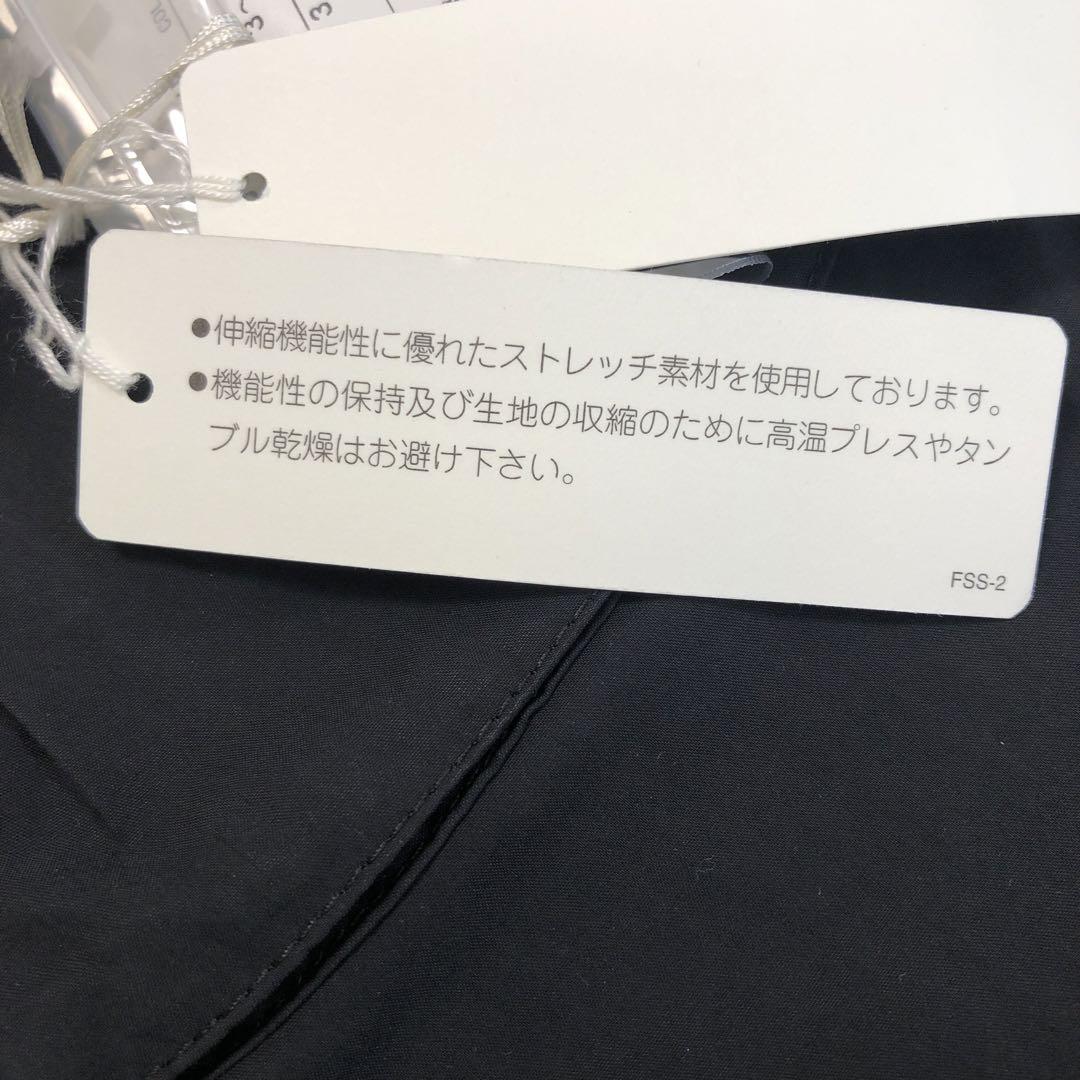 ●伸縮機能性に優れたストレッチ素材を使用しております。
●機能性の保持及び生地の収縮のために高温プレスやタン
ブル乾燥はお避け下さい。
FSS-2